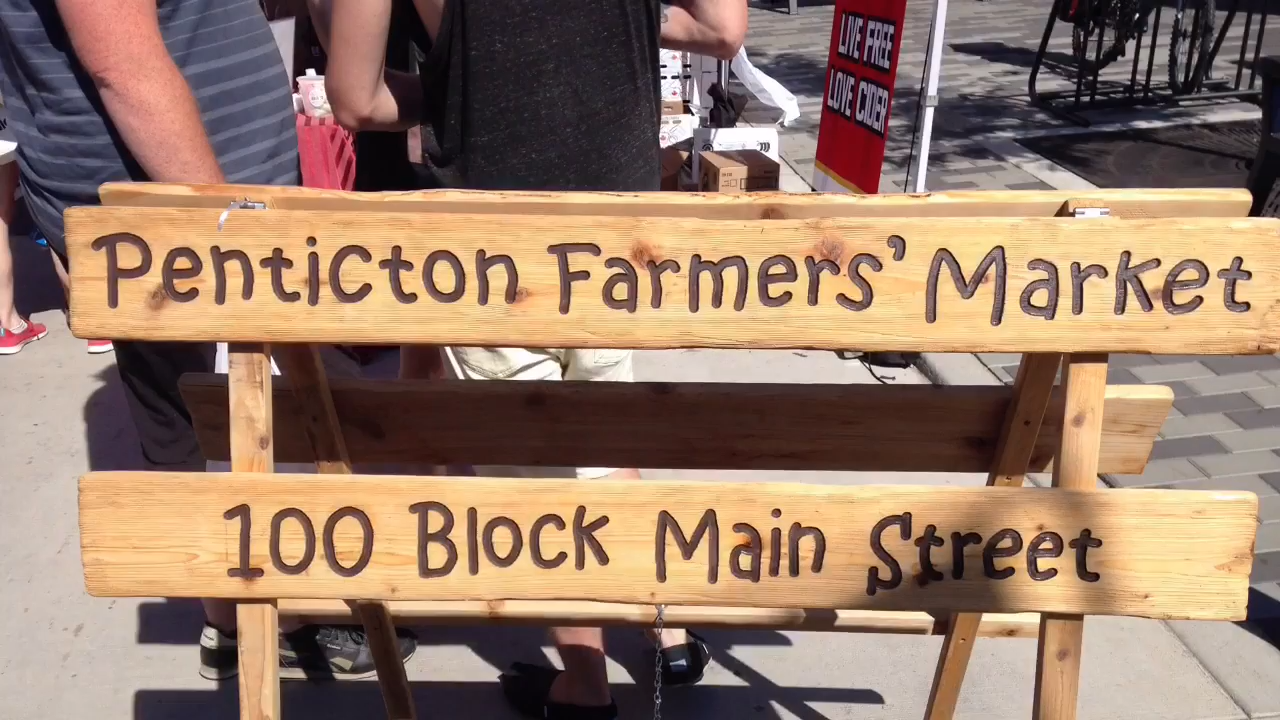 LIVE FREE
LOVE CIDER
Penticton Farmers' Market
100 Block Main Street